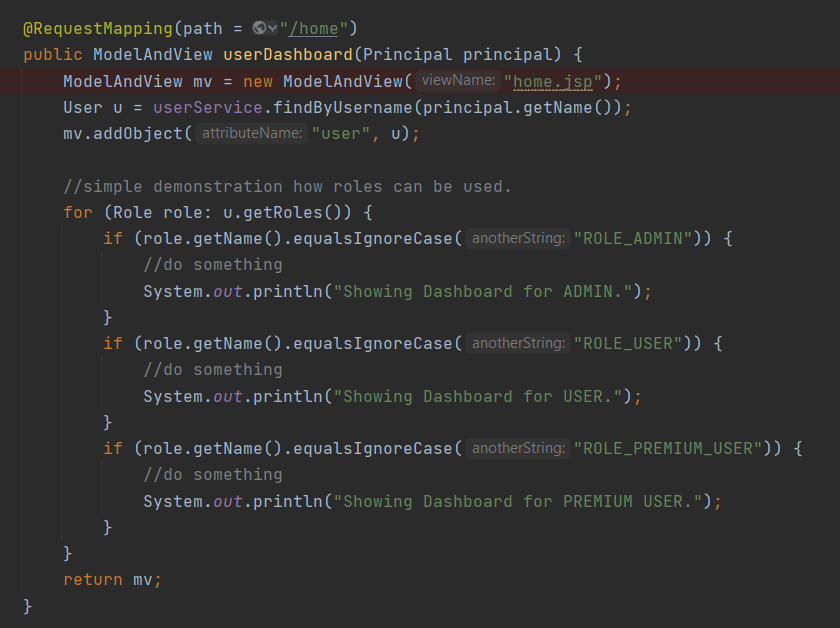 @RequestMapping(path = "/home")
public ModelAndView userDashboard(Principal principal) {
ModelAndView mv = new ModelAndView( viewName: "home.jsp");
User u = userService.findByUsername(principal.getName());
mv.addObject( attributeName: "user", u);
//simple demonstration how roles can be used.
for (Role role: u.getRoles()) {
if (role.getName().equalsIgnoreCase( anotherString: "ROLE_ADMIN")) {
//do something
System.out.println("Showing Dashboard for ADMIN.");
}
if (role.getName().equalsIgnoreCase( anotherString: "ROLE_USER")) {
//do something
System.out.println("Showing Dashboard for USER.");
}
if (role.getName().equalsIgnoreCase( anotherString: "ROLE_PREMIUM_USER")) {
//do something
System.out.println("Showing Dashboard for PREMIUM USER.");
}
}
return mv;
}